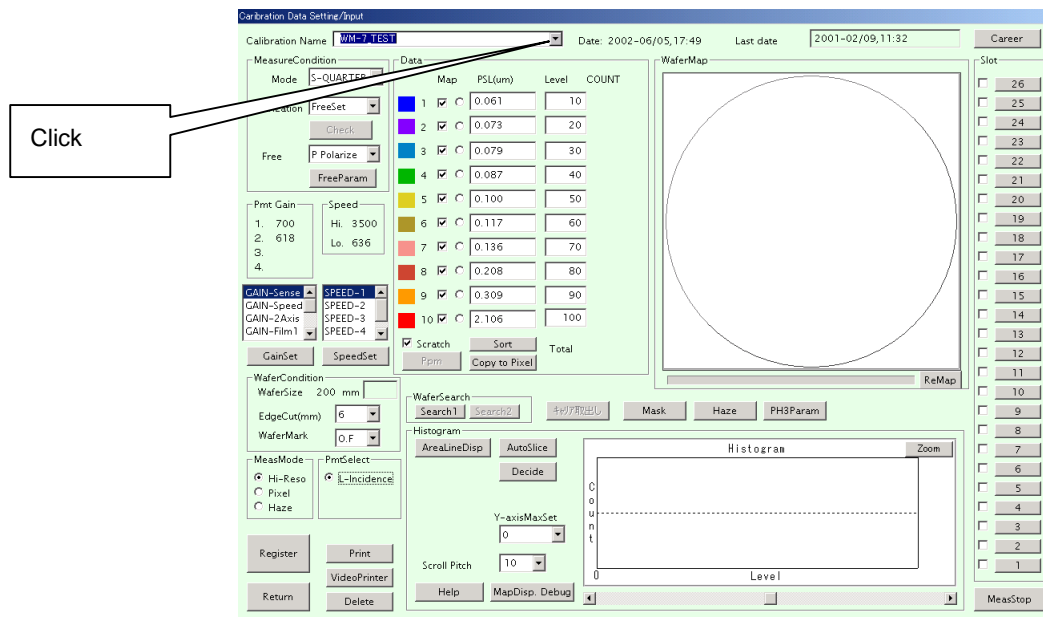 Caribration Data Setting/Input
Calibration Name WM-7,TEST Date: 2002-06/05,17:49 Last date 2001-02/09,11:32 Career
Click
MeasureCondition
Mode S-QUARTER
FreeSet
Check
Free P Polarize
FreeParam
Pmt Gain
1. 700
2. 618
3.
4.
Speed
Hi. 3500
Lo. 636
GAIN-Sense
GAIN-Speed
GAIN-2Axis
GAIN-Film1
SPEED-1
SPEED-2
SPEED-3
SPEED-4
GainSet SpeedSet
Data
Map PSL(um) Level COUNT
1 0.061 10
2 0.073 20
3 0.079 30
4 0.087 40
5 0.100 50
6 0.117 60
7 0.136 70
8 0.208 80
9 0.309 90
10 2.106 100
Scratch Sort Total
Ppm Copy to Pixel
WaferMap
ReMap
WaferCondition
WaferSize 200 mm
EdgeCut(mm) 6
WaferMark O.F
WaferSearch
Search1 Search2 キャリア取出し Mask Haze PH3Param
MeasMode
Hi-Reso
Pixel
Haze
PmtSelect
L-Incidence
Histogram
AreaLineDisp AutoSlice
Decide
Y-axisMaxSet
0
Scroll Pitch 10
Help MapDisp. Debug
Histogram Zoom
Count
0 Level
Register Print
VideoPrinter
Return Delete
Slot
26
25
24
23
22
21
20
19
18
17
16
15
14
13
12
11
10
9
8
7
6
5
4
3
2
1
MeasStop